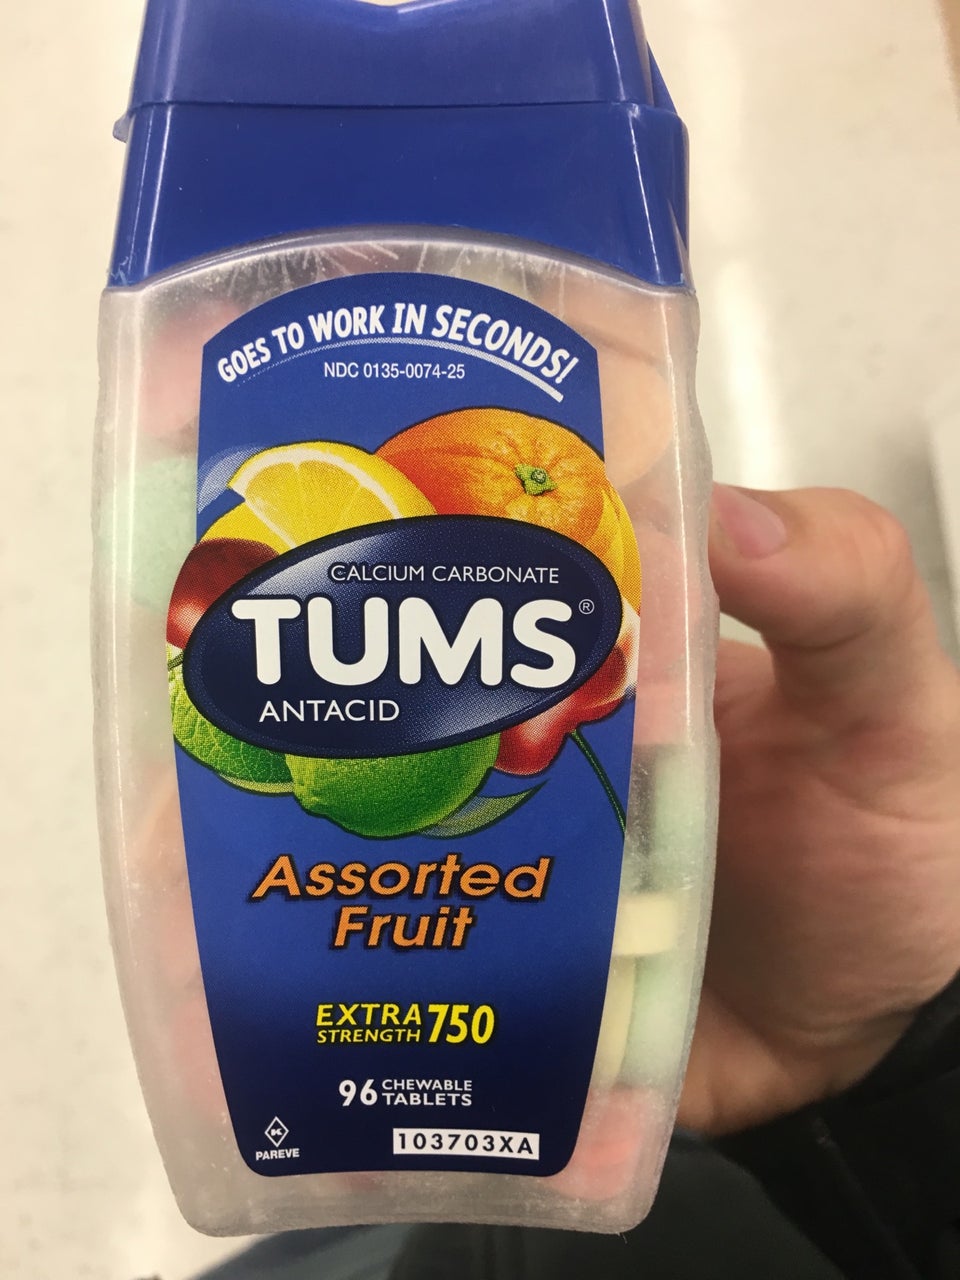 GOES TO WORK IN SECONDS!
NDC 0135-0074-25
CALCIUM CARBONATE
TUMS®
ANTACID
Assorted
Fruit
EXTRA STRENGTH 750
96 CHEWABLE TABLETS
K
PAREVE
103703XA